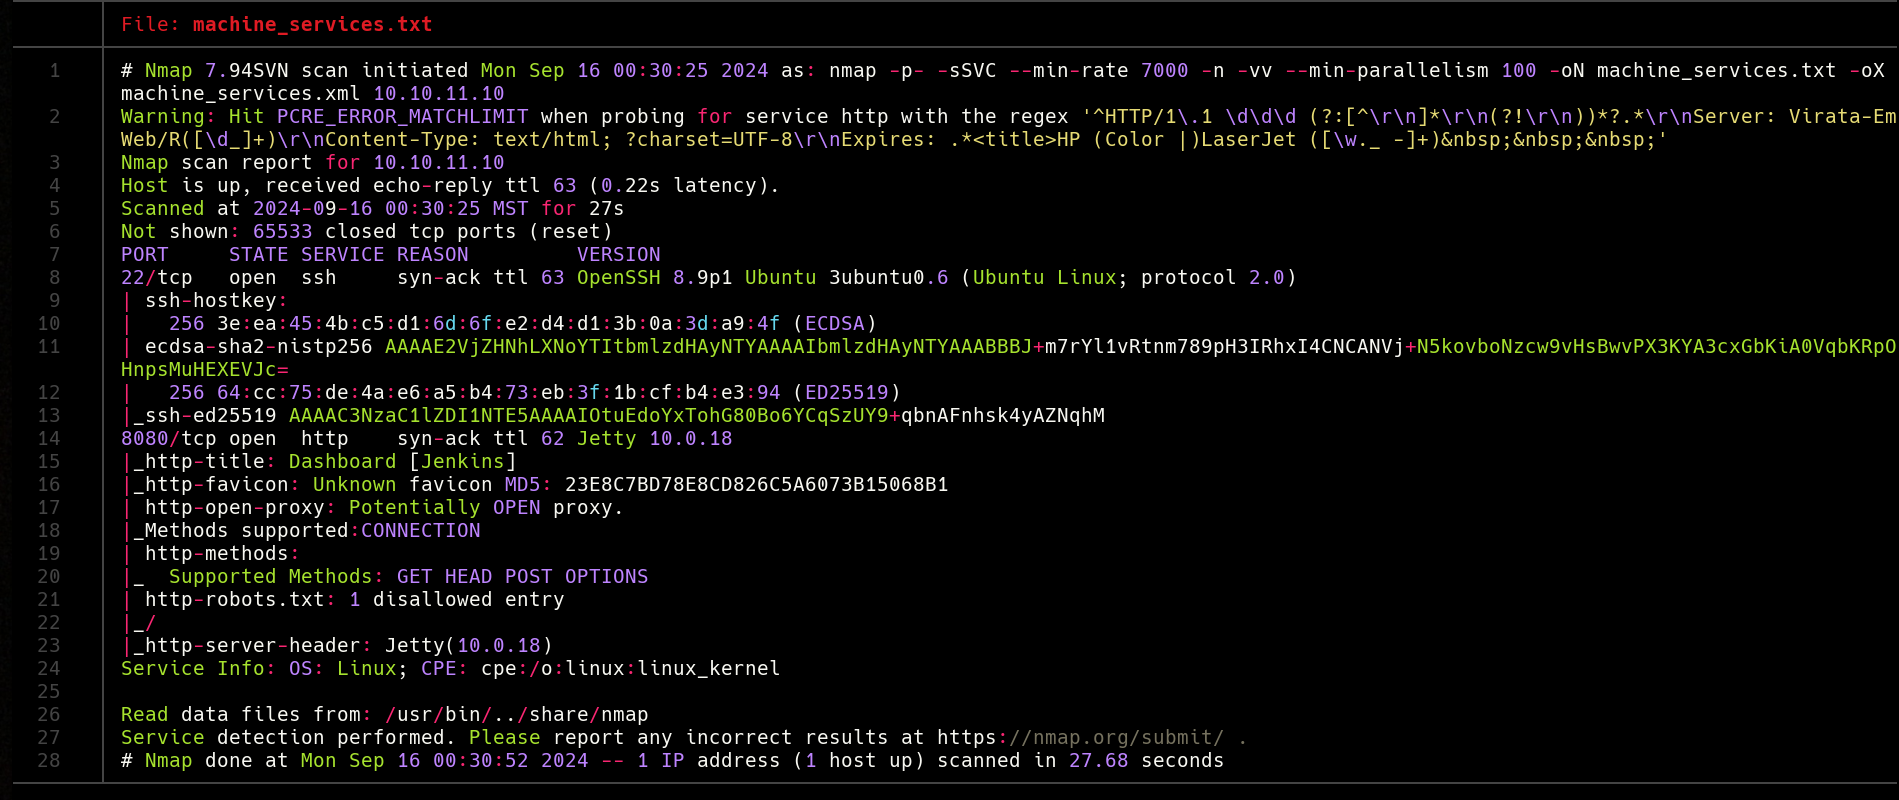 File: machine_services.txt
1 # Nmap 7.94SVN scan initiated Mon Sep 16 00:30:25 2024 as: nmap -p- -sSVC --min-rate 7000 -n -vv --min-parallelism 100 -oN machine_services.txt -oX
machine_services.xml 10.10.11.10
2 Warning: Hit PCRE_ERROR_MATCHLIMIT when probing for service http with the regex '^HTTP/1\.1 \d\d\d (?:[^\r\n]*\r\n(?!\r\n))*?.*\r\nServer: Virata-Em
Web/R([\d_]+)\r\nContent-Type: text/html; ?charset=UTF-8\r\nExpires: .*<title>HP (Color |)LaserJet ([\w._ -]+)&nbsp;&nbsp;&nbsp;'
3 Nmap scan report for 10.10.11.10
4 Host is up, received echo-reply ttl 63 (0.22s latency).
5 Scanned at 2024-09-16 00:30:25 MST for 27s
6 Not shown: 65533 closed tcp ports (reset)
7 PORT     STATE SERVICE REASON         VERSION
8 22/tcp   open  ssh     syn-ack ttl 63 OpenSSH 8.9p1 Ubuntu 3ubuntu0.6 (Ubuntu Linux; protocol 2.0)
9 | ssh-hostkey:
10 |   256 3e:ea:45:4b:c5:d1:6d:6f:e2:d4:d1:3b:0a:3d:a9:4f (ECDSA)
11 | ecdsa-sha2-nistp256 AAAAE2VjZHNhLXNoYTItbmlzdHAyNTYAAAAIbmlzdHAyNTYAAABBBJ+m7rYl1vRtnm789pH3IRhxI4CNCANVj+N5kovboNzcw9vHsBwvPX3KYA3cxGbKiA0VqbKRpO
HnpsMuHEXEVJc=
12 |   256 64:cc:75:de:4a:e6:a5:b4:73:eb:3f:1b:cf:b4:e3:94 (ED25519)
13 |_ssh-ed25519 AAAAC3NzaC1lZDI1NTE5AAAAIOtuEdoYxTohG80Bo6YCqSzUY9+qbnAFnhsk4yAZNqhM
14 8080/tcp open  http    syn-ack ttl 62 Jetty 10.0.18
15 |_http-title: Dashboard [Jenkins]
16 |_http-favicon: Unknown favicon MD5: 23E8C7BD78E8CD826C5A6073B15068B1
17 | http-open-proxy: Potentially OPEN proxy.
18 |_Methods supported:CONNECTION
19 | http-methods:
20 |_  Supported Methods: GET HEAD POST OPTIONS
21 | http-robots.txt: 1 disallowed entry
22 |_/
23 |_http-server-header: Jetty(10.0.18)
24 Service Info: OS: Linux; CPE: cpe:/o:linux:linux_kernel
25
26 Read data files from: /usr/bin/../share/nmap
27 Service detection performed. Please report any incorrect results at https://nmap.org/submit/ .
28 # Nmap done at Mon Sep 16 00:30:52 2024 -- 1 IP address (1 host up) scanned in 27.68 seconds